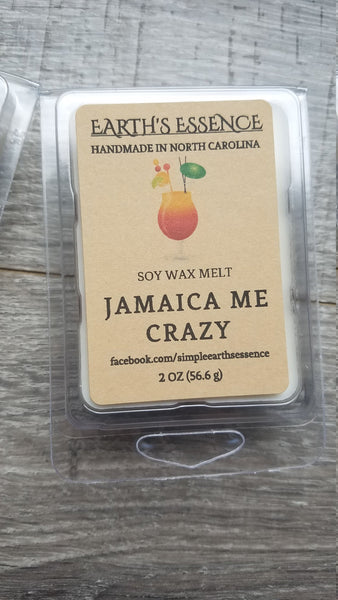 EARTH'S ESSENCE
HANDMADE IN NORTH CAROLINA
SOY WAX MELT
JAMAICA ME
CRAZY
facebook.com/simpleearthsessence
2 OZ (56.6 g)